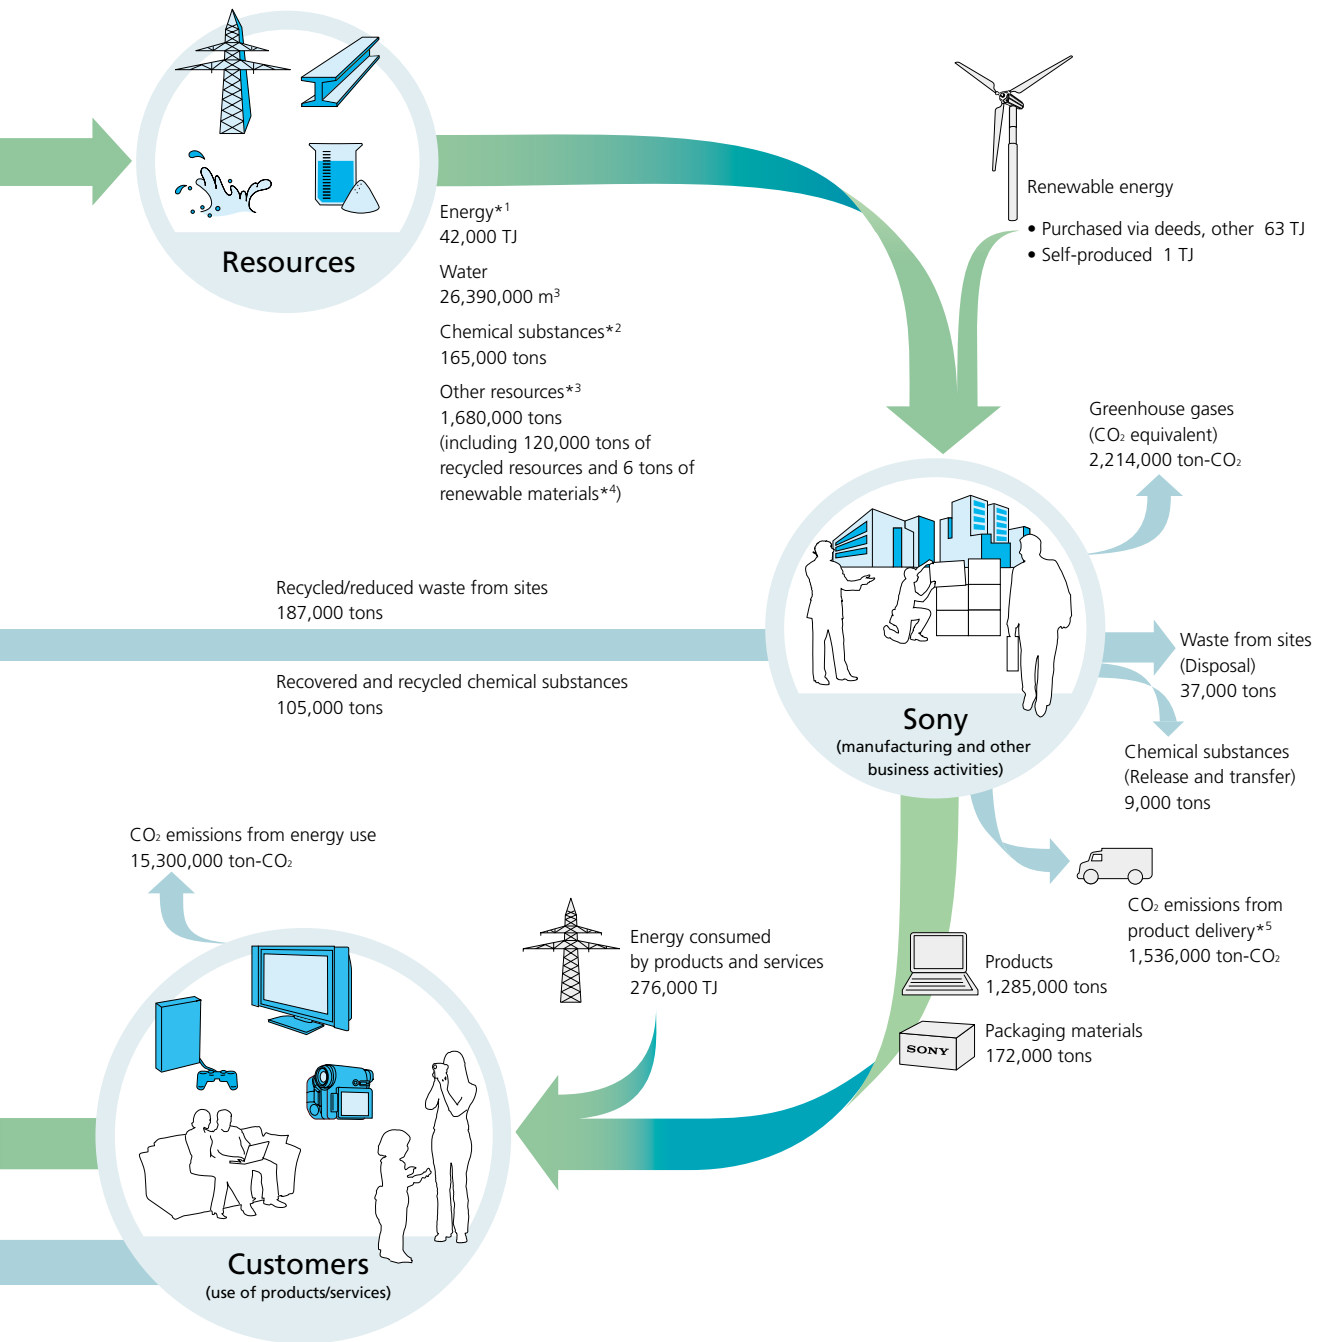 Resources
Energy*1
42,000 TJ
Water
26,390,000 m3
Chemical substances*2
165,000 tons
Other resources*3
1,680,000 tons
(including 120,000 tons of
recycled resources and 6 tons of
renewable materials*4)
Renewable energy
• Purchased via deeds, other 63 TJ
• Self-produced 1 TJ
Greenhouse gases
(CO2 equivalent)
2,214,000 ton-CO2
Recycled/reduced waste from sites
187,000 tons
Recovered and recycled chemical substances
105,000 tons
Sony
(manufacturing and other
business activities)
Waste from sites
(Disposal)
37,000 tons
Chemical substances
(Release and transfer)
9,000 tons
CO2 emissions from
product delivery*5
1,536,000 ton-CO2
CO2 emissions from energy use
15,300,000 ton-CO2
Energy consumed
by products and services
276,000 TJ
Products
1,285,000 tons
SONY
Packaging materials
172,000 tons
Customers
(use of products/services)